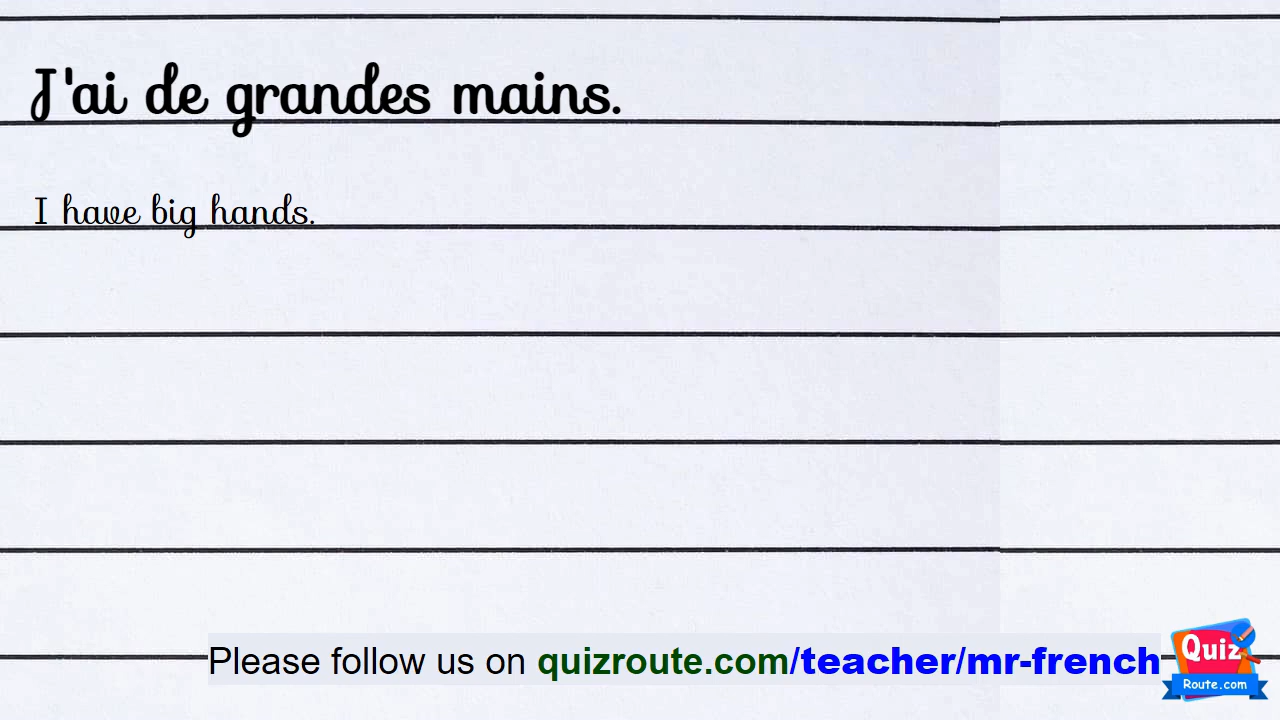 J'ai de grandes mains.
I have big hands.
Please follow us on quizroute.com/teacher/mr-french
Quiz
Route.com